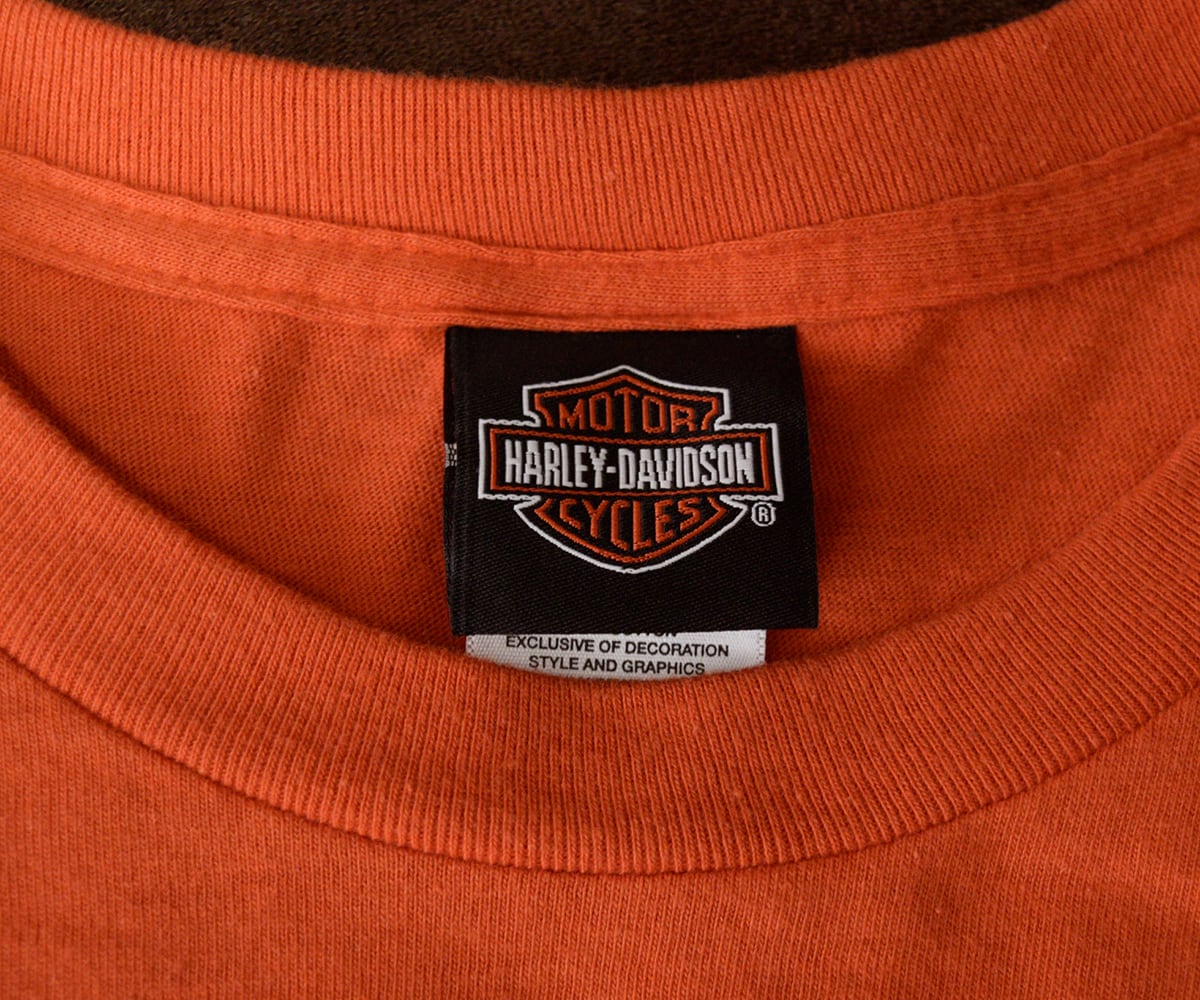 MOTOR
HARLEY-DAVIDSON
CYCLES
®
EXCLUSIVE OF DECORATION
STYLE AND GRAPHICS